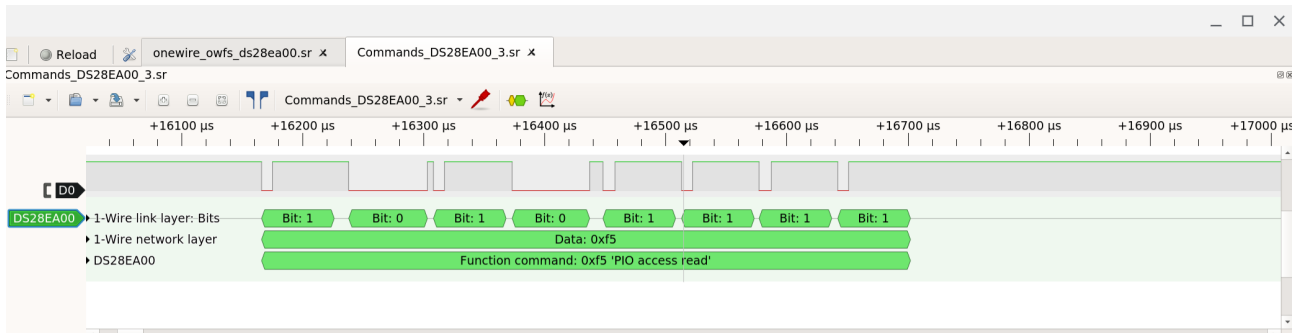 Reload onewire_owfs_ds28ea00.sr x Commands_DS28EA00_3.sr x
Commands_DS28EA00_3.sr
Commands_DS28EA00_3.sr f(x)
+16100 µs +16200 µs +16300 µs +16400 µs +16500 µs +16600 µs +16700 µs +16800 µs +16900 µs +17000 µs
D0
DS28EA00 1-Wire link layer: Bits Bit: 1 Bit: 0 Bit: 1 Bit: 0 Bit: 1 Bit: 1 Bit: 1 Bit: 1
1-Wire network layer Data: 0xf5
DS28EA00 Function command: 0xf5 'PIO access read'